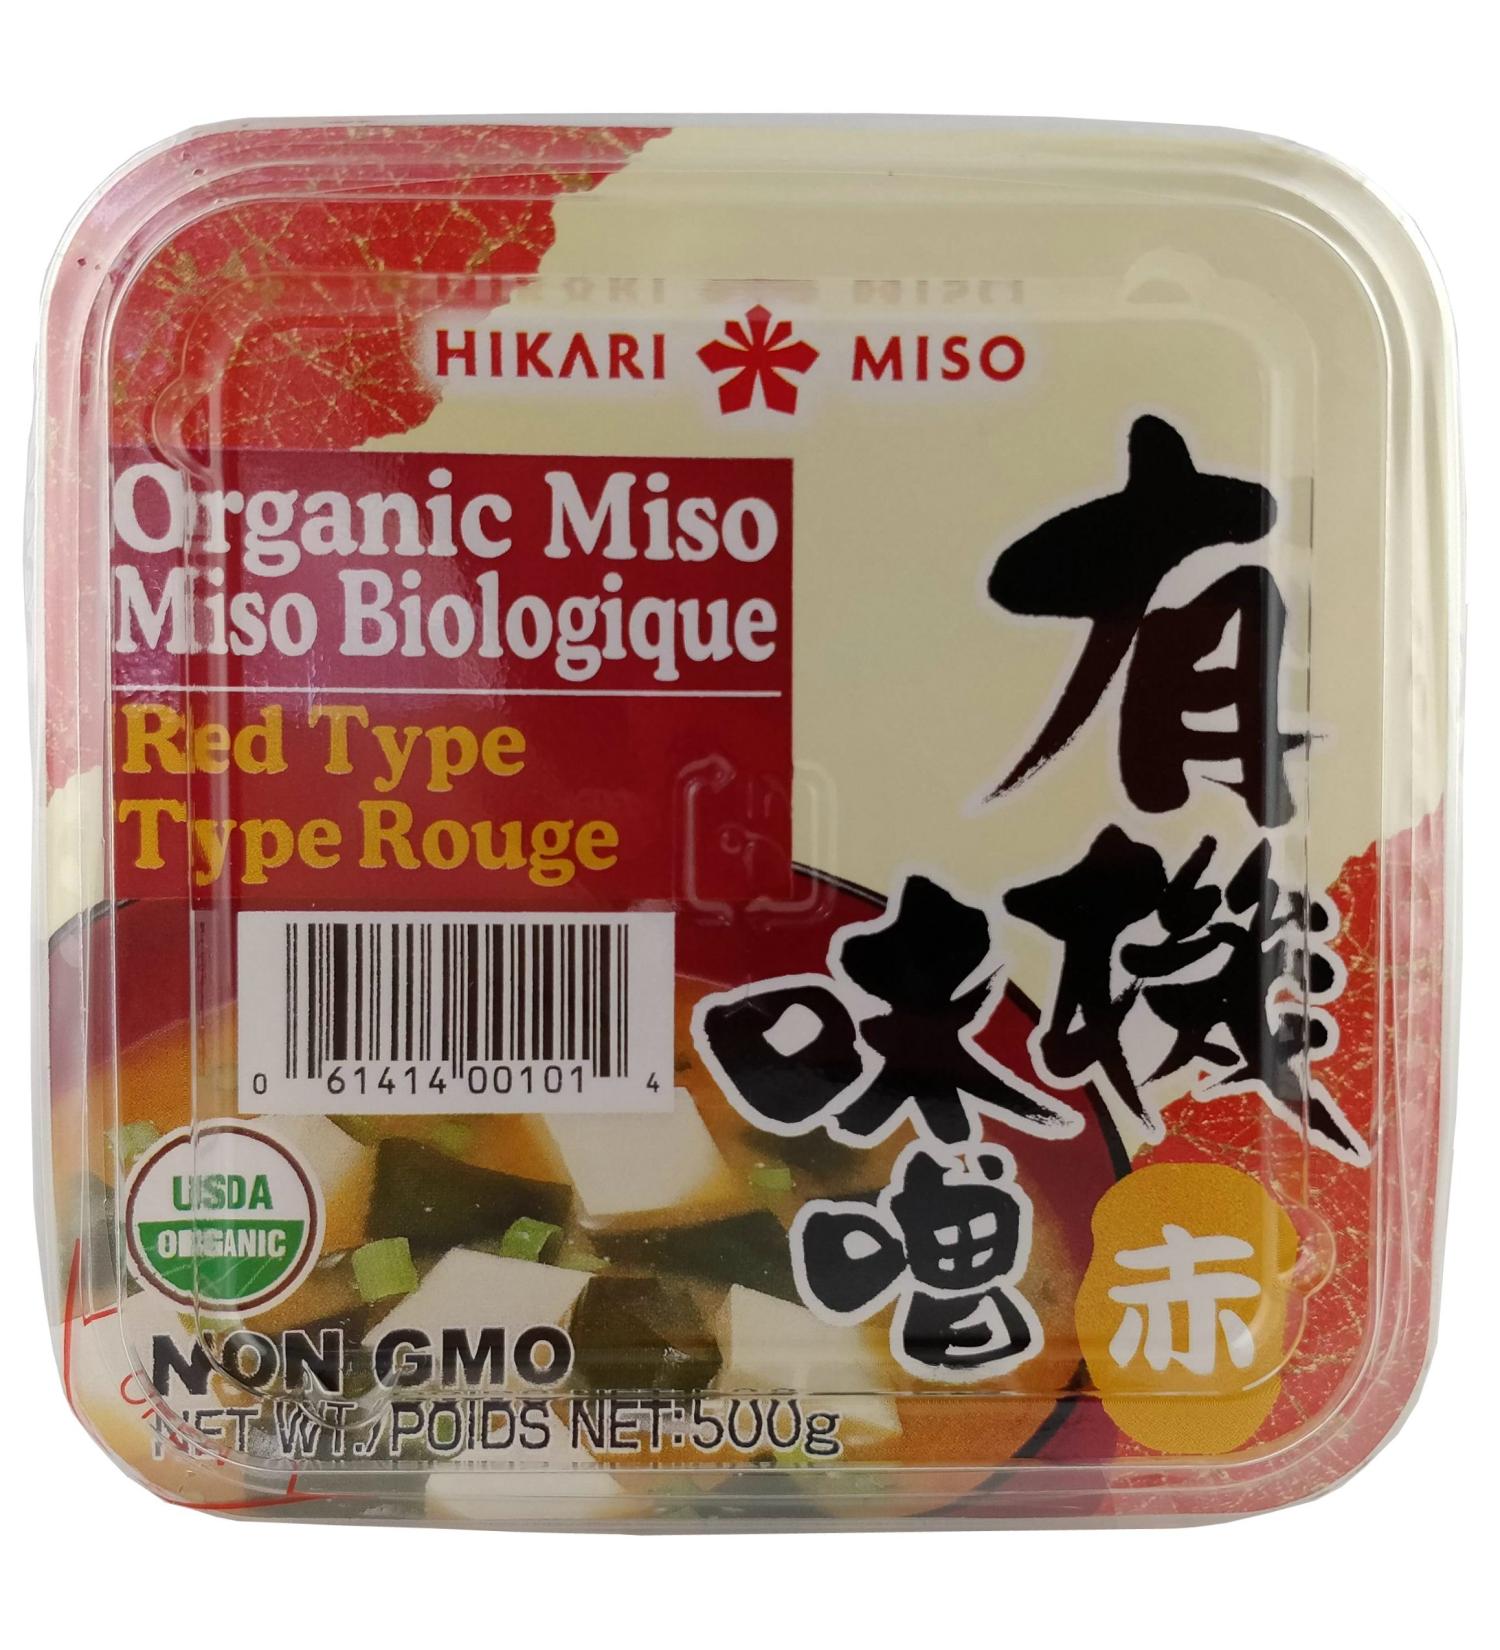 HIKARI MISO
Organic Miso
Miso Biologique
Red Type
Type Rouge
有機
味噌
赤
0 61414 00101 4
USDA
ORGANIC
NON GMO
NET WT./POIDS NET:500g